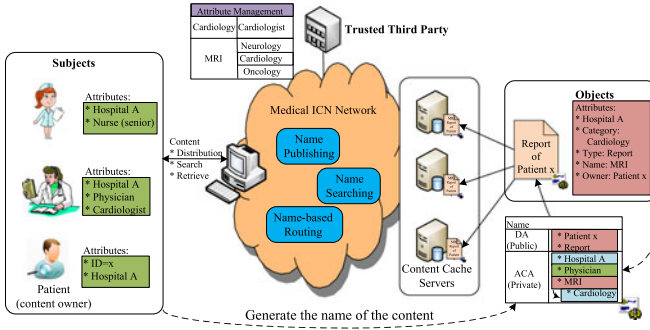 Attribute Management
Cardiology Cardiologist
MRI
Neurology
Cardiology
Oncology
Trusted Third Party
Subjects
Attributes:
* Hospital A
* Nurse (senior)
Attributes:
* Hospital A
* Physician
* Cardiologist
Attributes:
* ID=x
* Hospital A
Patient
(content owner)
Content
* Distribution
* Search
* Retrieve
Medical ICN Network
Name
Publishing
Name
Searching
Name-based
Routing
Content Cache
Servers
Objects
Report
of
Patient x
Attributes:
* Hospital A
* Category:
Cardiology
* Type: Report
* Name: MRI
* Owner: Patient x
Name
DA
(Public)
* Patient x
* Report
ACA
(Private)
* Hospital A
* Physician
* MRI
* Cardiology
Generate the name of the content